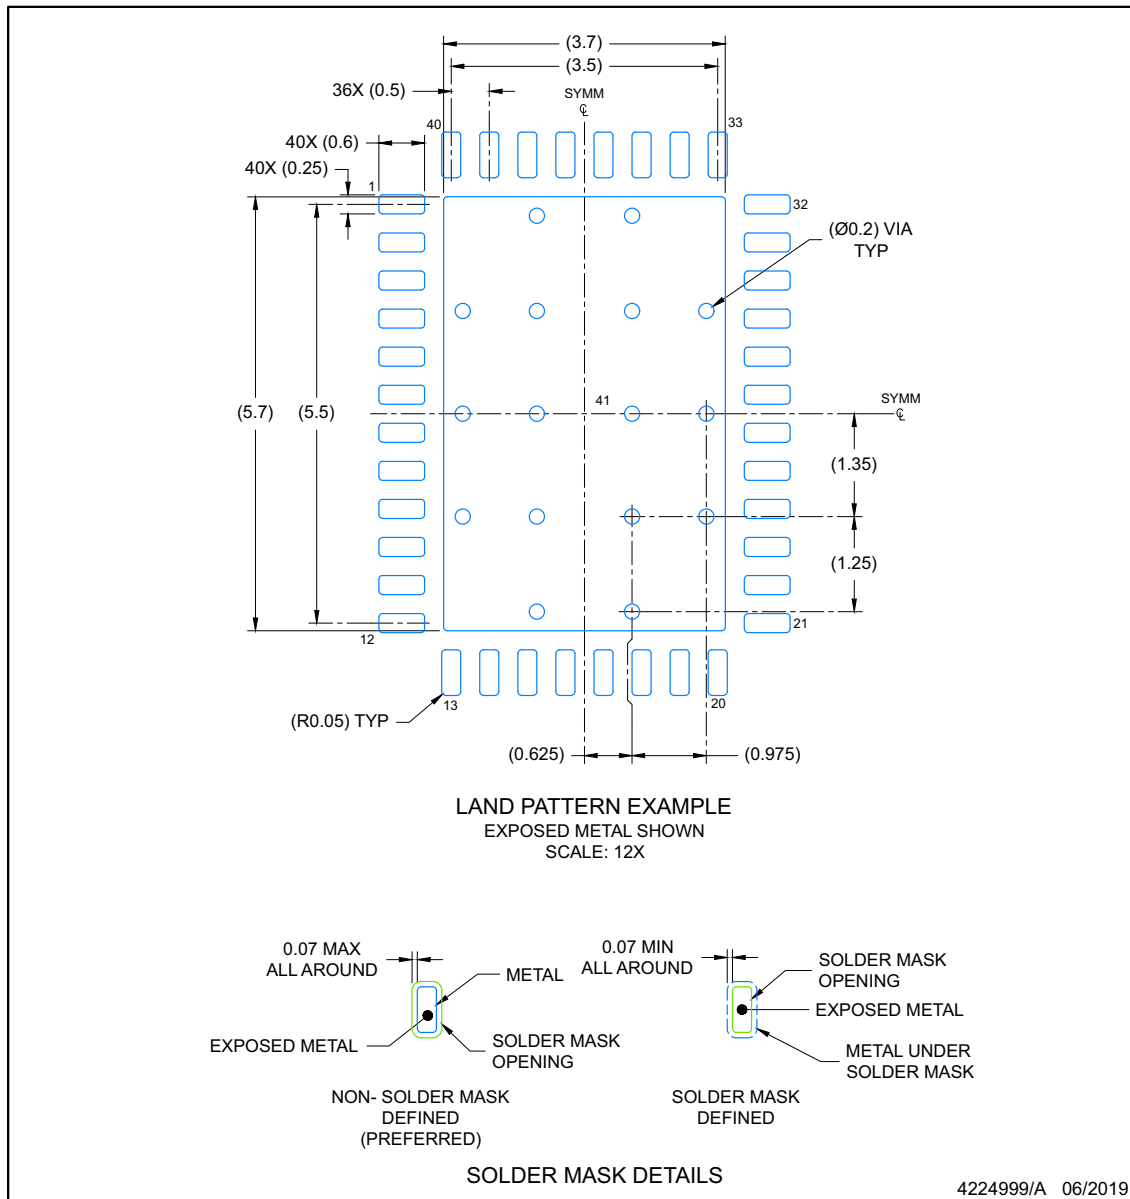 (3.7)
(3.5)
36X (0.5)
SYMM
℄
40
33
40X (0.6)
40X (0.25)
1
32
(Ø0.2) VIA
TYP
(5.7)
(5.5)
41
SYMM
℄
(1.35)
(1.25)
12
21
13
20
(R0.05) TYP
(0.625)
(0.975)
LAND PATTERN EXAMPLE
EXPOSED METAL SHOWN
SCALE: 12X
0.07 MAX
ALL AROUND
METAL
EXPOSED METAL
SOLDER MASK
OPENING
NON- SOLDER MASK
DEFINED
(PREFERRED)
0.07 MIN
ALL AROUND
SOLDER MASK
OPENING
EXPOSED METAL
METAL UNDER
SOLDER MASK
SOLDER MASK
DEFINED
SOLDER MASK DETAILS
4224999/A 06/2019